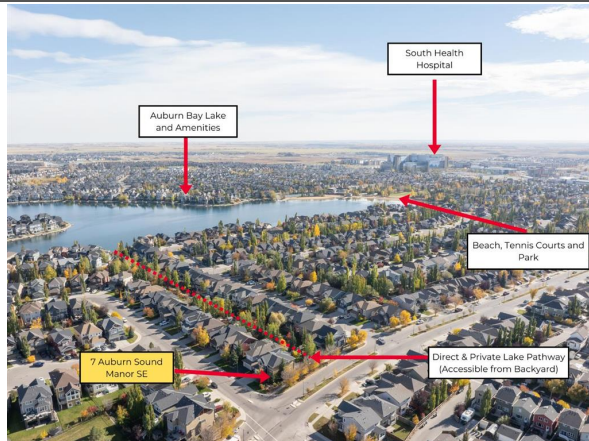 South Health
Hospital
Auburn Bay Lake
and Amenities
Beach, Tennis Courts and
Park
7 Auburn Sound
Manor SE
Direct & Private Lake Pathway
(Accessible from Backyard)